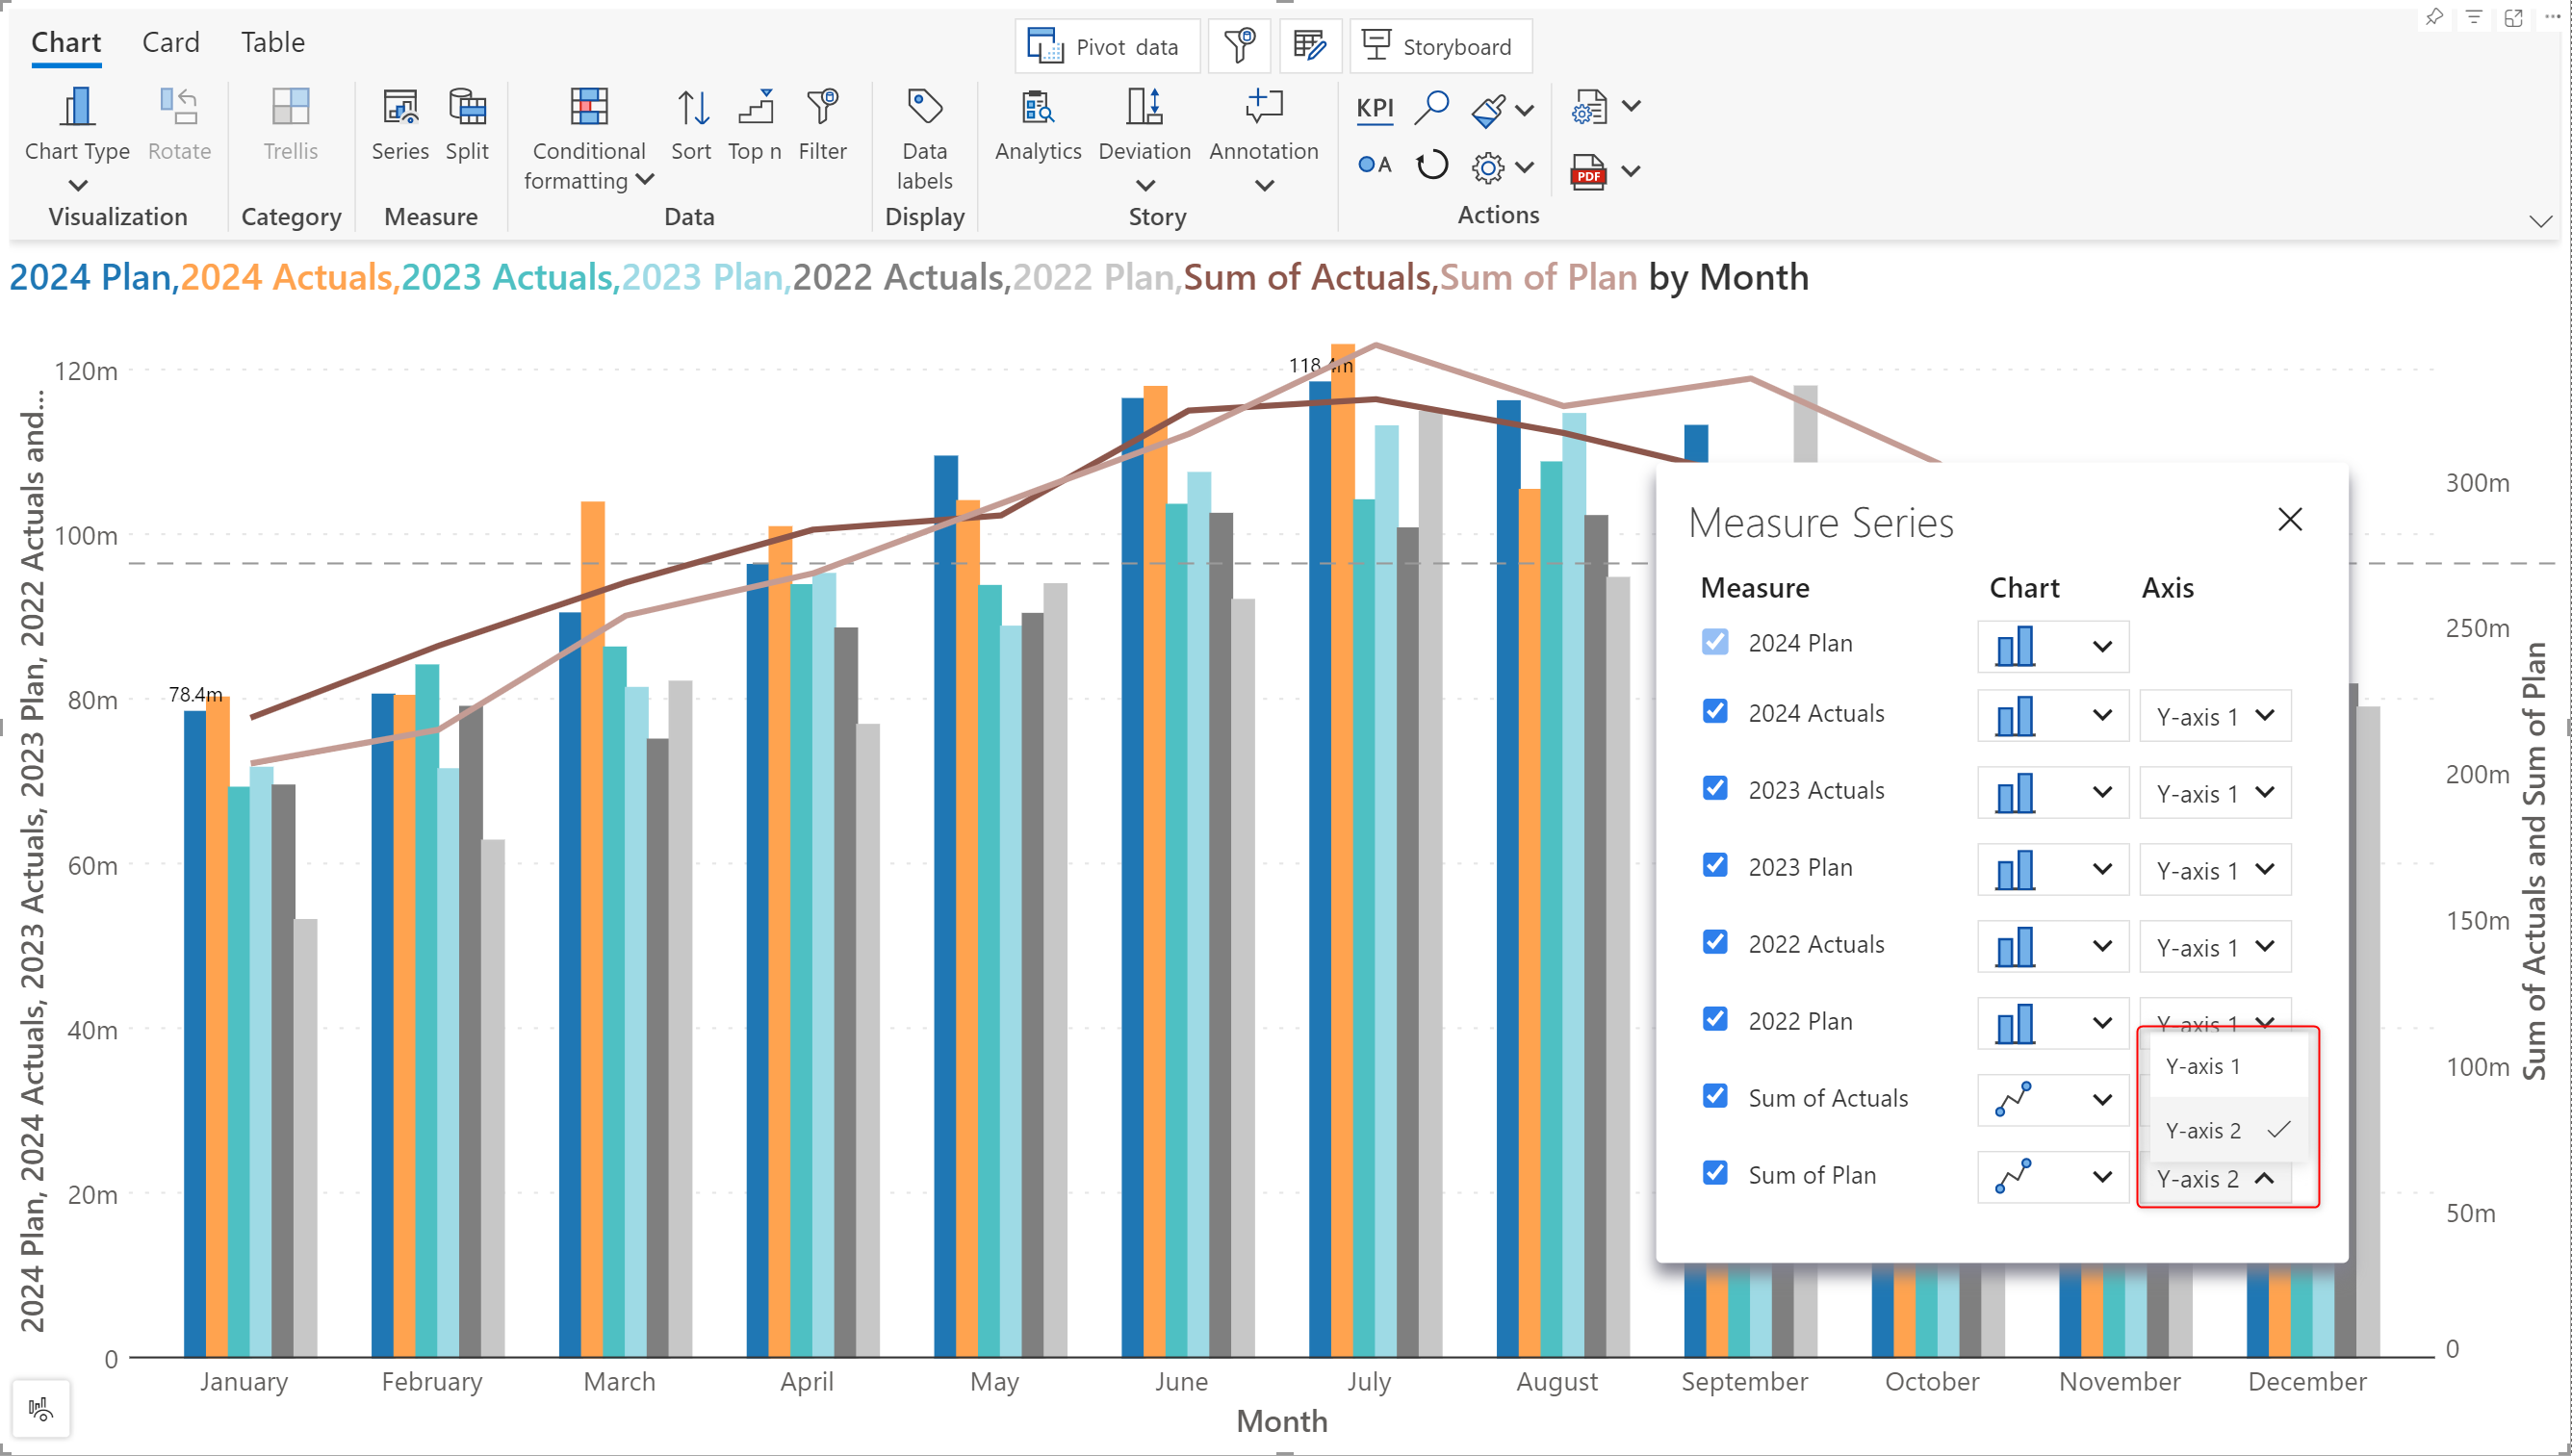 Chart Card Table
Pivot data
Storyboard
Chart Type
Rotate
Trellis
Series
Split
Conditional
formatting
Sort
Top n
Filter
Data
labels
Analytics
Deviation
Annotation
KPI
A
PDF
Visualization
Category
Measure
Data
Display
Story
Actions
2024 Plan,2024 Actuals,2023 Actuals,2023 Plan,2022 Actuals,2022 Plan,Sum of Actuals,Sum of Plan by Month
2024 Plan, 2024 Actuals, 2023 Actuals, 2023 Plan, 2022 Actuals and...
120m
100m
80m
60m
40m
20m
0
78.4m
118.4m
Measure Series
Measure Chart Axis
2024 Plan
2024 Actuals Y-axis 1
2023 Actuals Y-axis 1
2023 Plan Y-axis 1
2022 Actuals Y-axis 1
2022 Plan Y-axis 1
Y-axis 1
Sum of Actuals
Y-axis 2
Sum of Plan Y-axis 2
300m
250m
200m
150m
100m
50m
0
Sum of Actuals and Sum of Plan
January February March April May June July August September October November December
Month